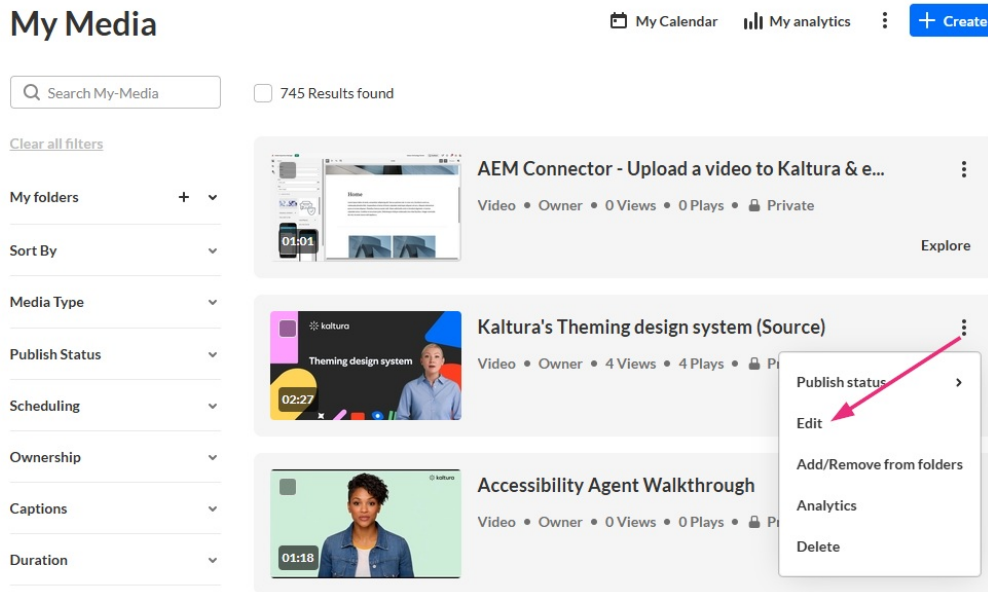 My Media
My Calendar
My analytics
Create
Search My-Media
745 Results found
Clear all filters
My folders
Sort By
Media Type
Publish Status
Scheduling
Ownership
Captions
Duration
Home
01:01
AEM Connector - Upload a video to Kaltura & e...
Video • Owner • 0 Views • 0 Plays • Private
Explore
kaltura
Theming design system
02:27
Kaltura's Theming design system (Source)
Video • Owner • 4 Views • 4 Plays • P
Publish status
Edit
Add/Remove from folders
Analytics
Delete
kaltura
01:18
Accessibility Agent Walkthrough
Video • Owner • 0 Views • 0 Plays • P